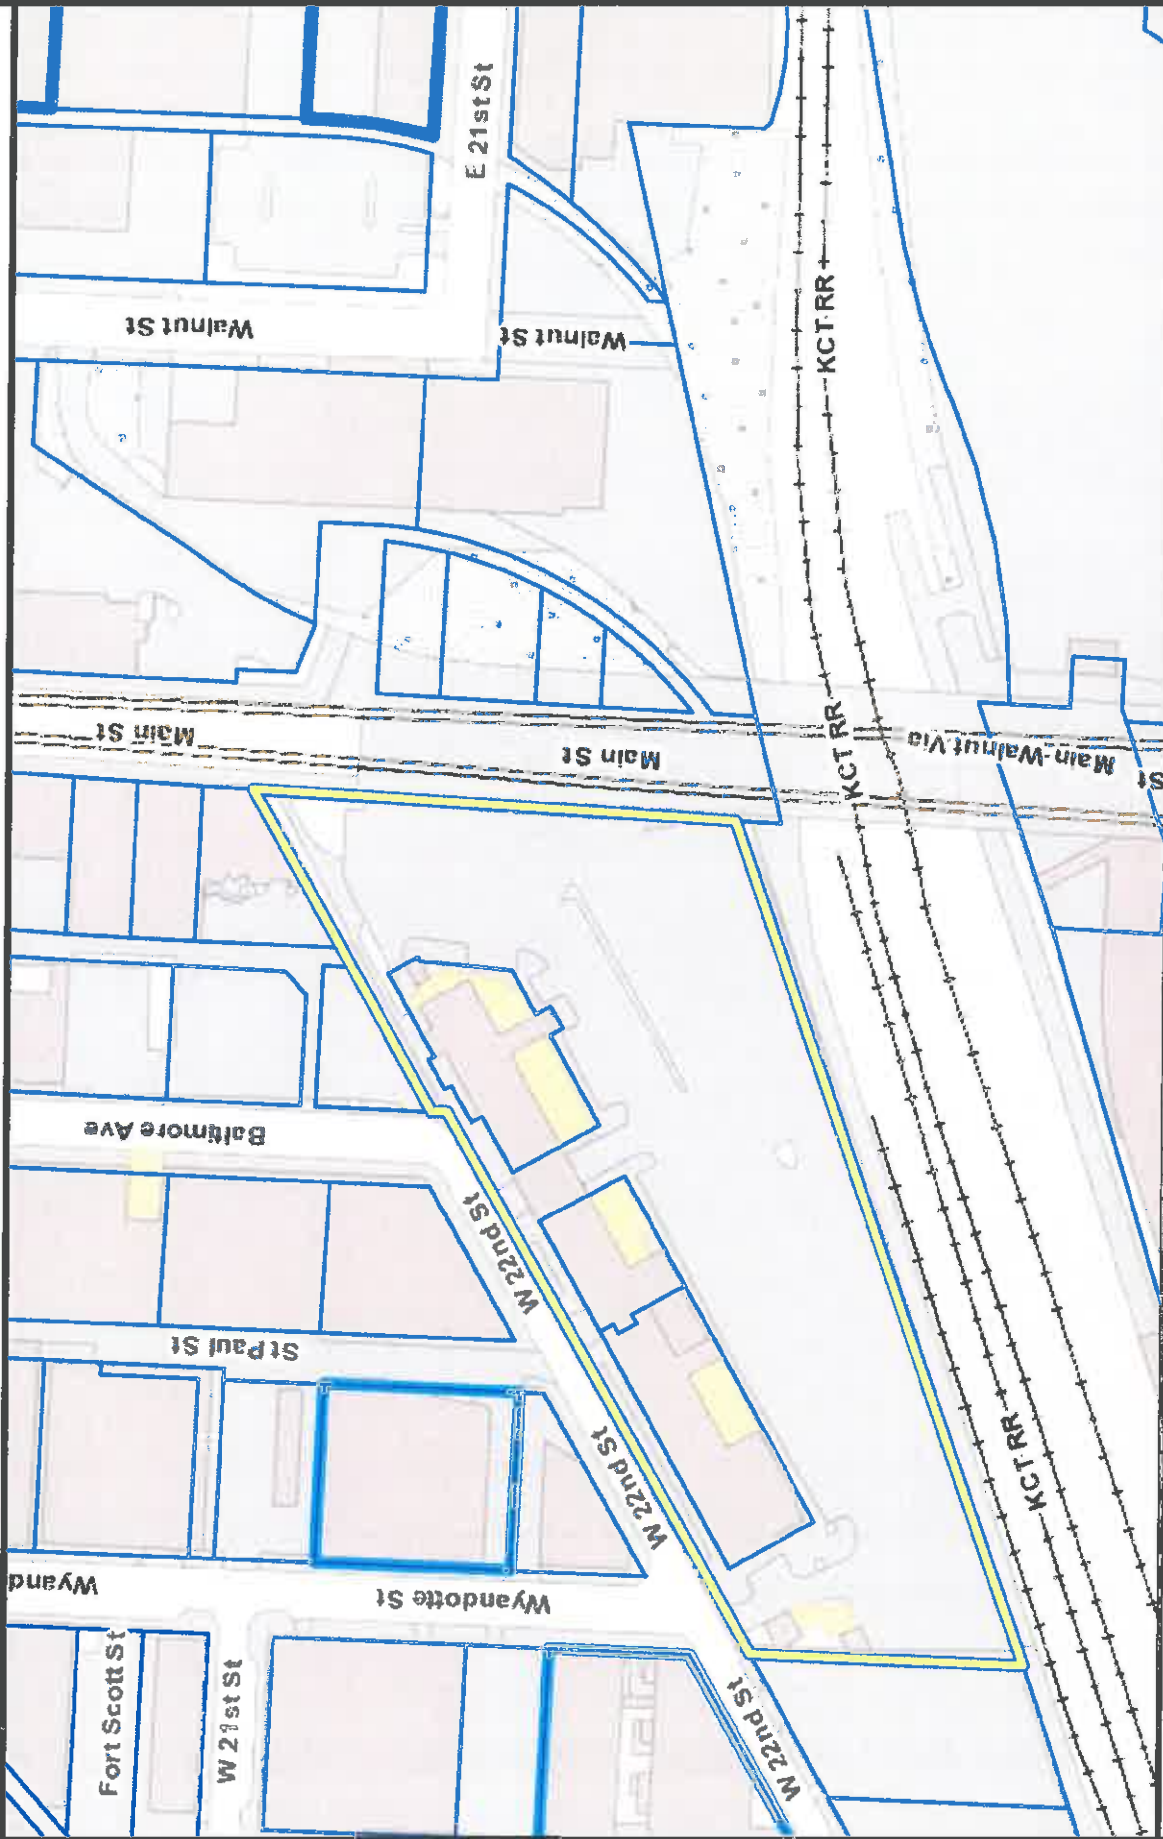 E 21st St
Walnut St
Walnut St
KCT RR
Main St
Main St
KCT RR
Main-Walnut Via
St
Baltimore Ave
W 22nd St
St Paul St
W 22nd St
KCT RR
Wyand
Wyandotte St
Fort Scott St
W 21st St
W 22nd St